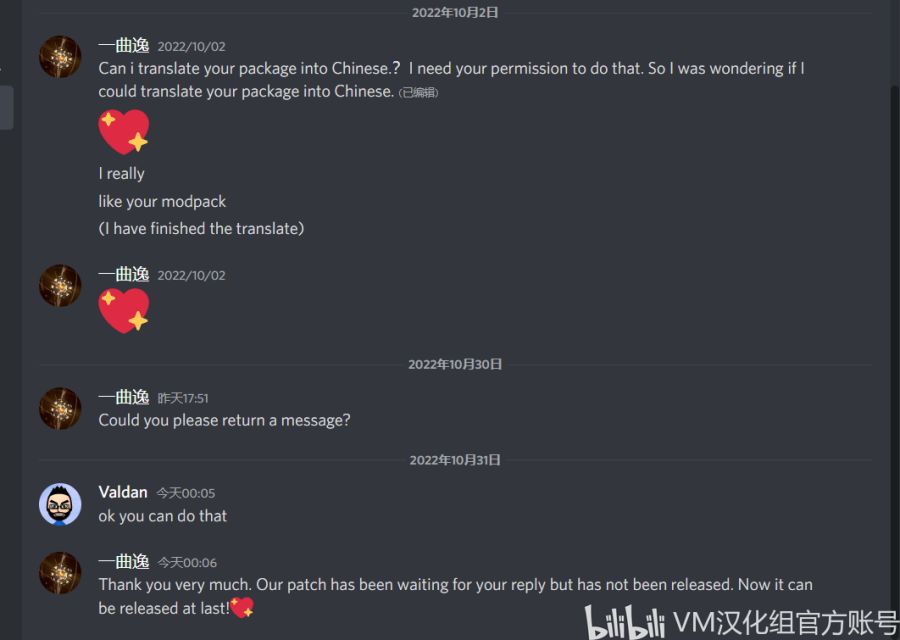 2022年10月2日
一曲逸 2022/10/02
Can i translate your package into Chinese.？ I need your permission to do that. So I was wondering if I
could translate your package into Chinese. (已编辑)
I really
like your modpack
(I have finished the translate)
一曲逸 2022/10/02
2022年10月30日
一曲逸 昨天17:51
Could you please return a message?
2022年10月31日
Valdan 今天00:05
ok you can do that
一曲逸 今天00:06
Thank you very much. Our patch has been waiting for your reply but has not been released. Now it can
be released at last!
bilibili VM汉化组官方账号